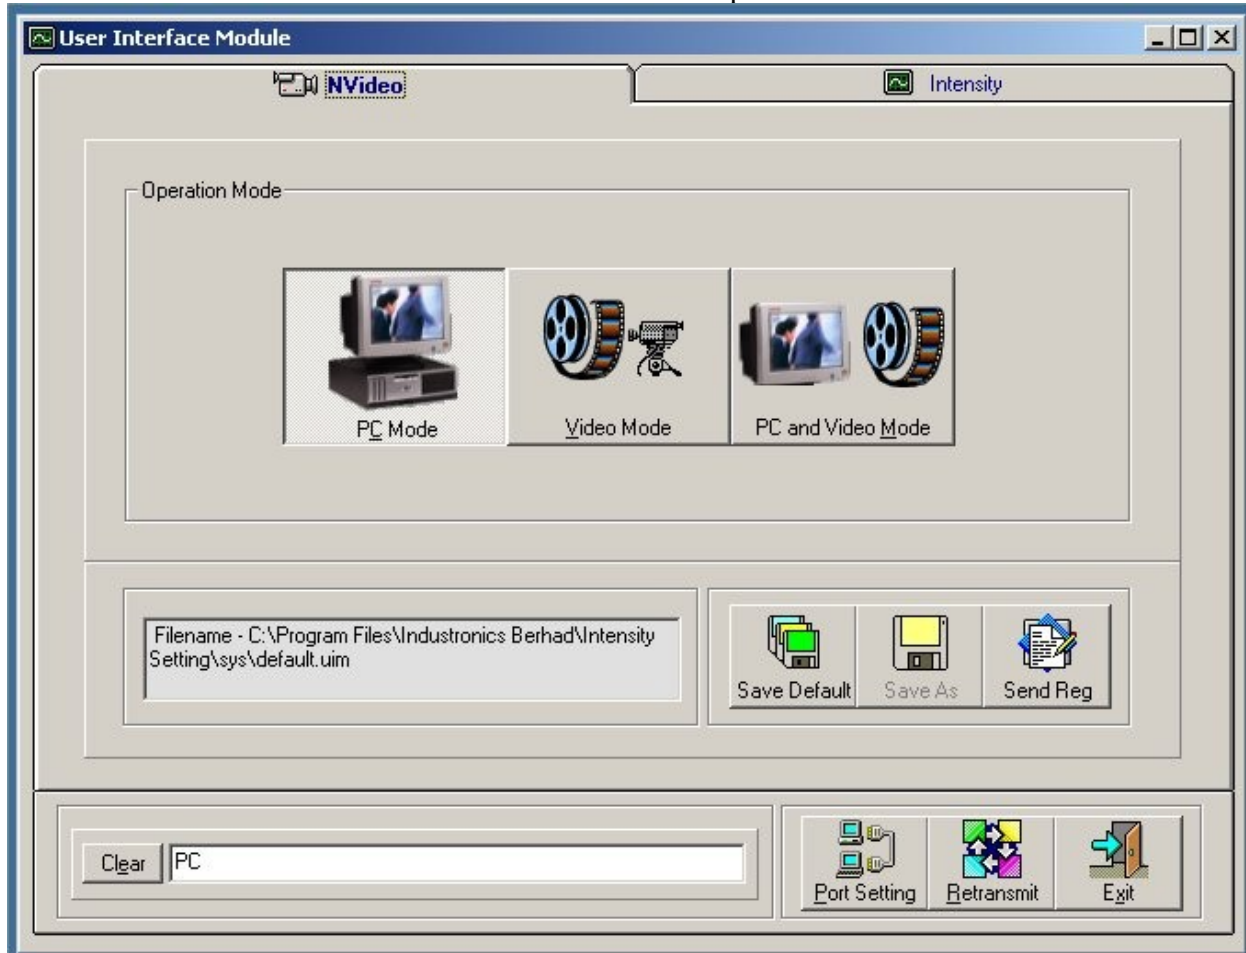 User Interface Module
NVideo
Intensity
Operation Mode
PC Mode
Video Mode
PC and Video Mode
Filename - C:\Program Files\Industronics Berhad\Intensity
Setting\sys\default.uim
Save Default
Save As
Send Reg
Clear
PC
Port Setting
Retransmit
Exit